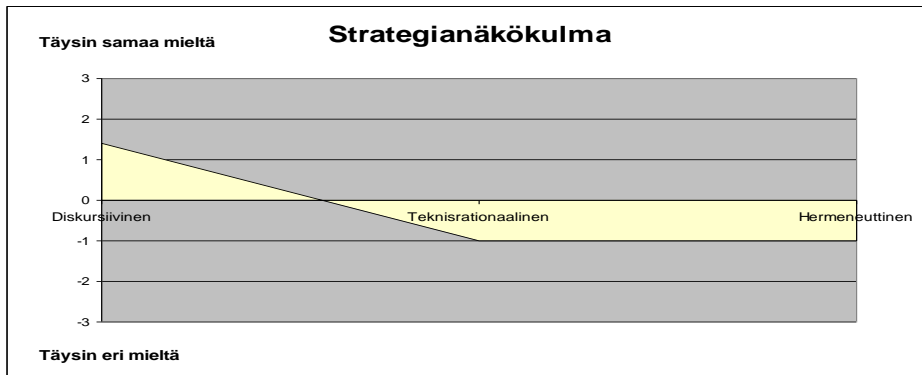 Strategianäkökulma
Täysin samaa mieltä
3
2
1
0
Diskursiivinen Teknisrationaalinen Hermeneuttinen
-1
-2
-3
Täysin eri mieltä